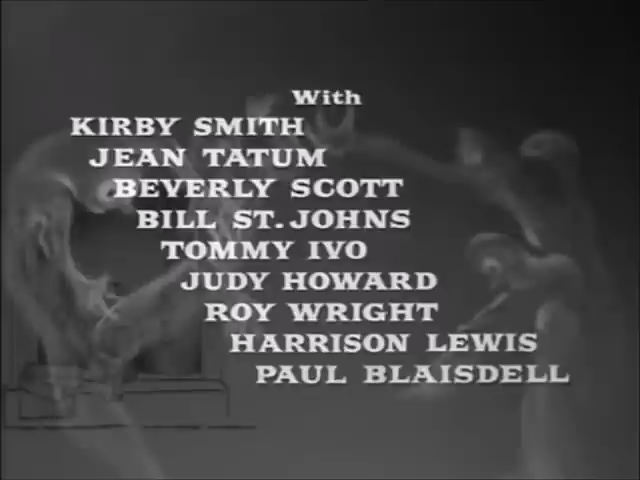 With
KIRBY SMITH
JEAN TATUM
BEVERLY SCOTT
BILL ST. JOHNS
TOMMY IVO
JUDY HOWARD
ROY WRIGHT
HARRISON LEWIS
PAUL BLAISDELL